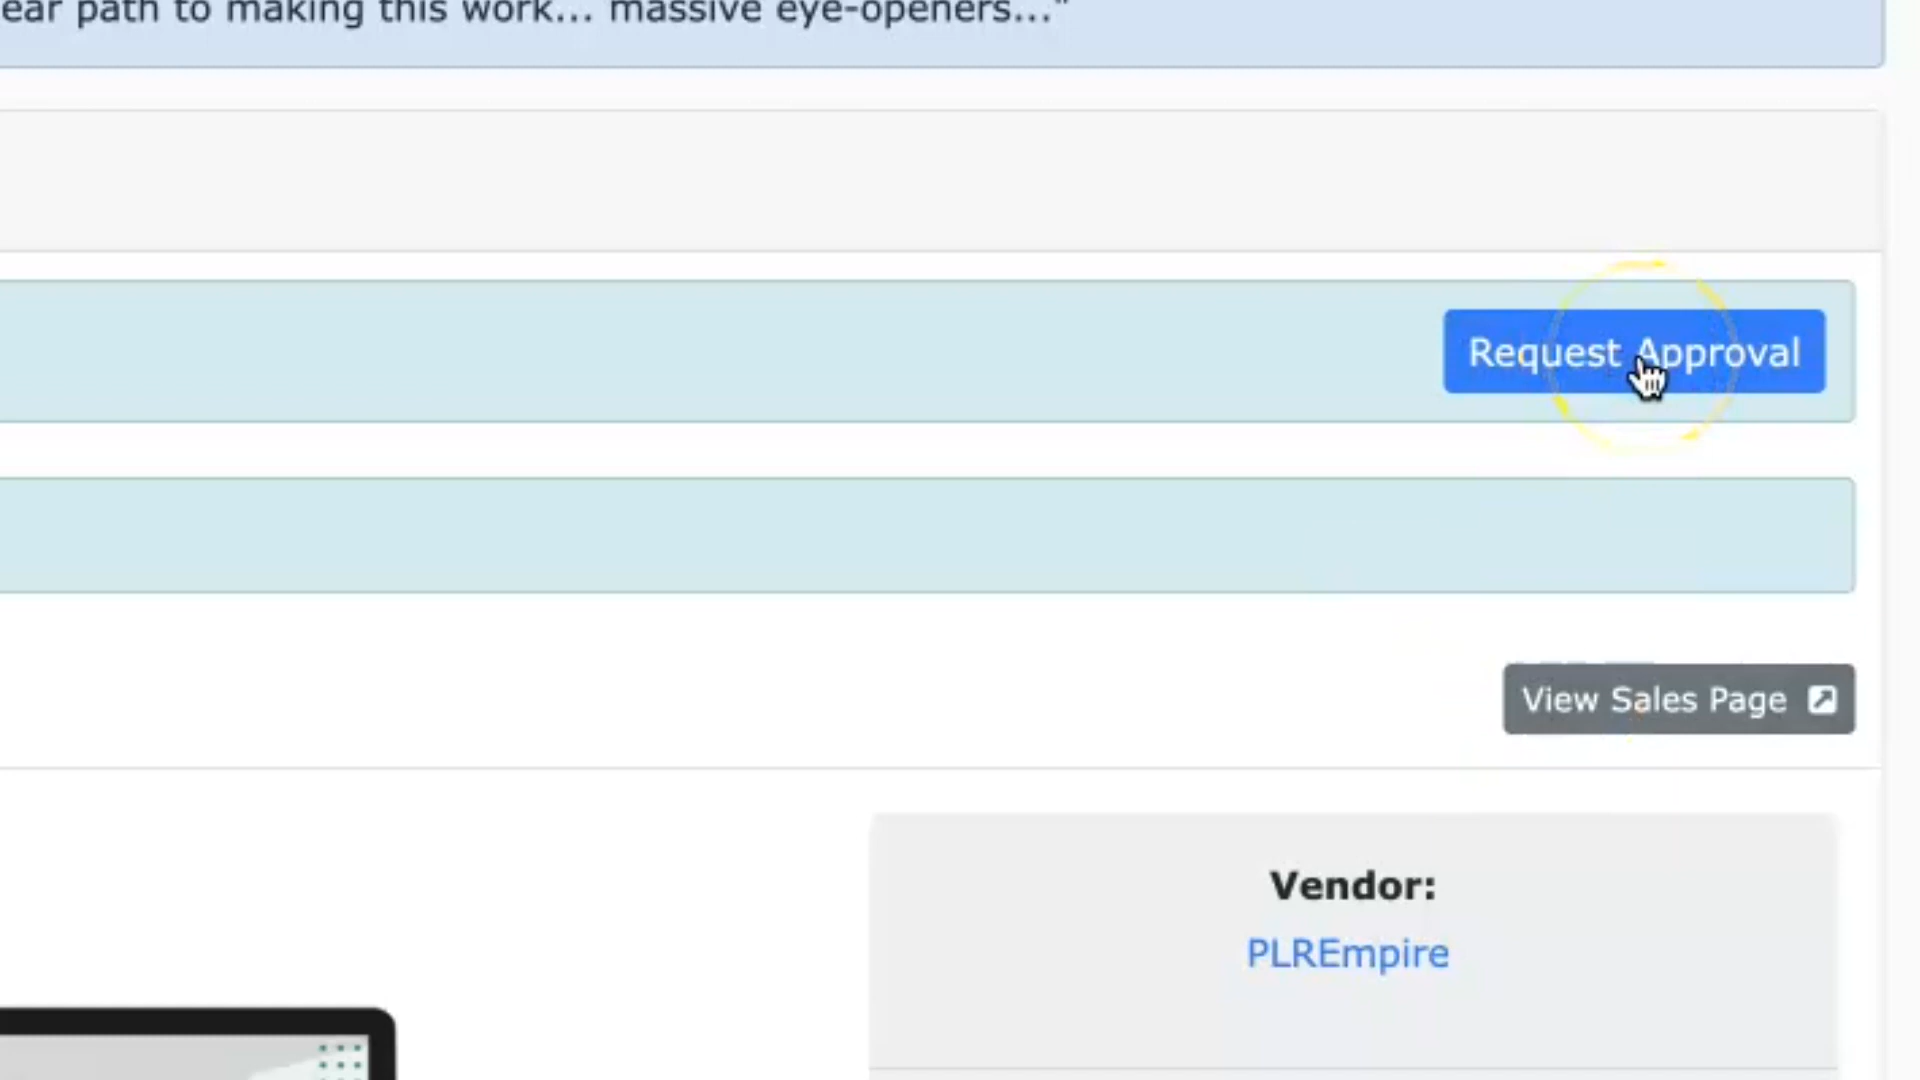 ear path to making this work... massive eye-openers..."
Request Approval
View Sales Page
Vendor:
PLREmpire